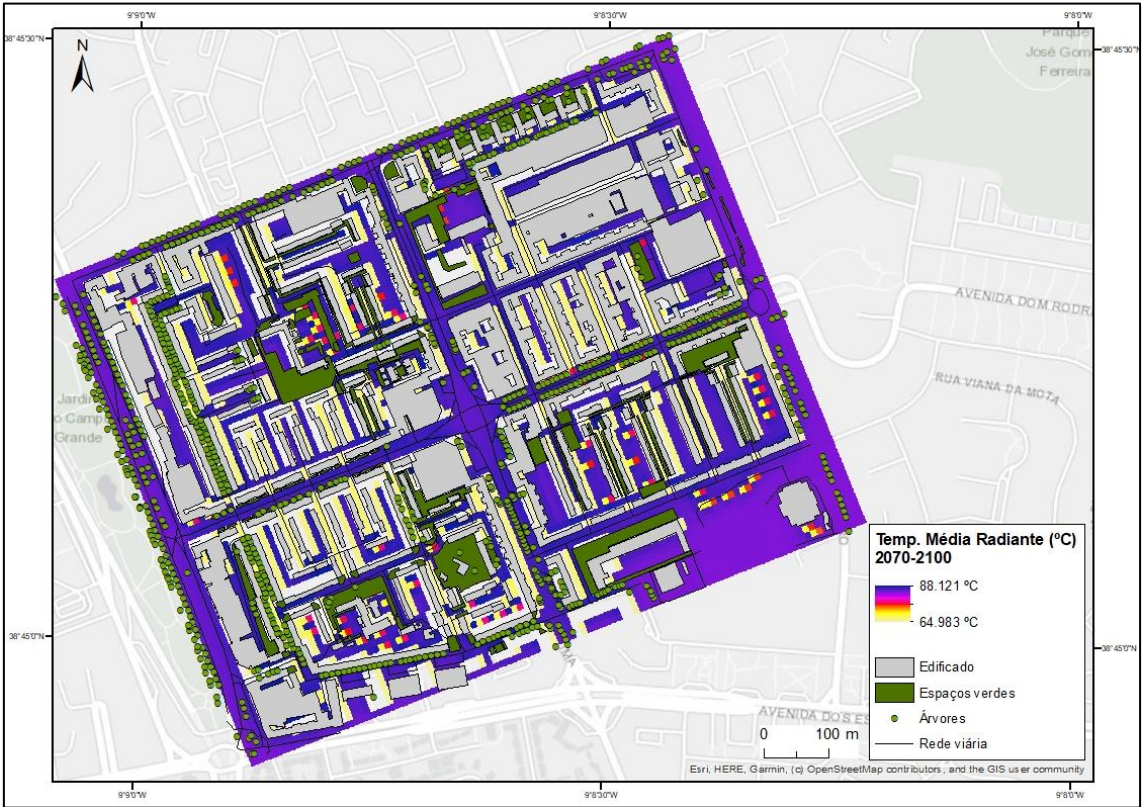 9°9'0"W 9°8'30"W 9°8'0"W
38°45'30"N 38°45'30"N
N
Parque
José Gom
Ferreira
AVENIDA DOM RODRI
RUA VIANA DA MOTA
Jardi
o Camp
Grande
38°45'0"N 38°45'0"N
MA
AVENIDA DOS ES
0 100 m
Temp. Média Radiante (ºC)
2070-2100
88.121 ºC
64.983 ºC
Edificado
Espaços verdes
Árvores
Rede viária
Esri, HERE, Garmin, (c) OpenStreetMap contributors, and the GIS user community
9°9'0"W 9°8'30"W 9°8'0"W